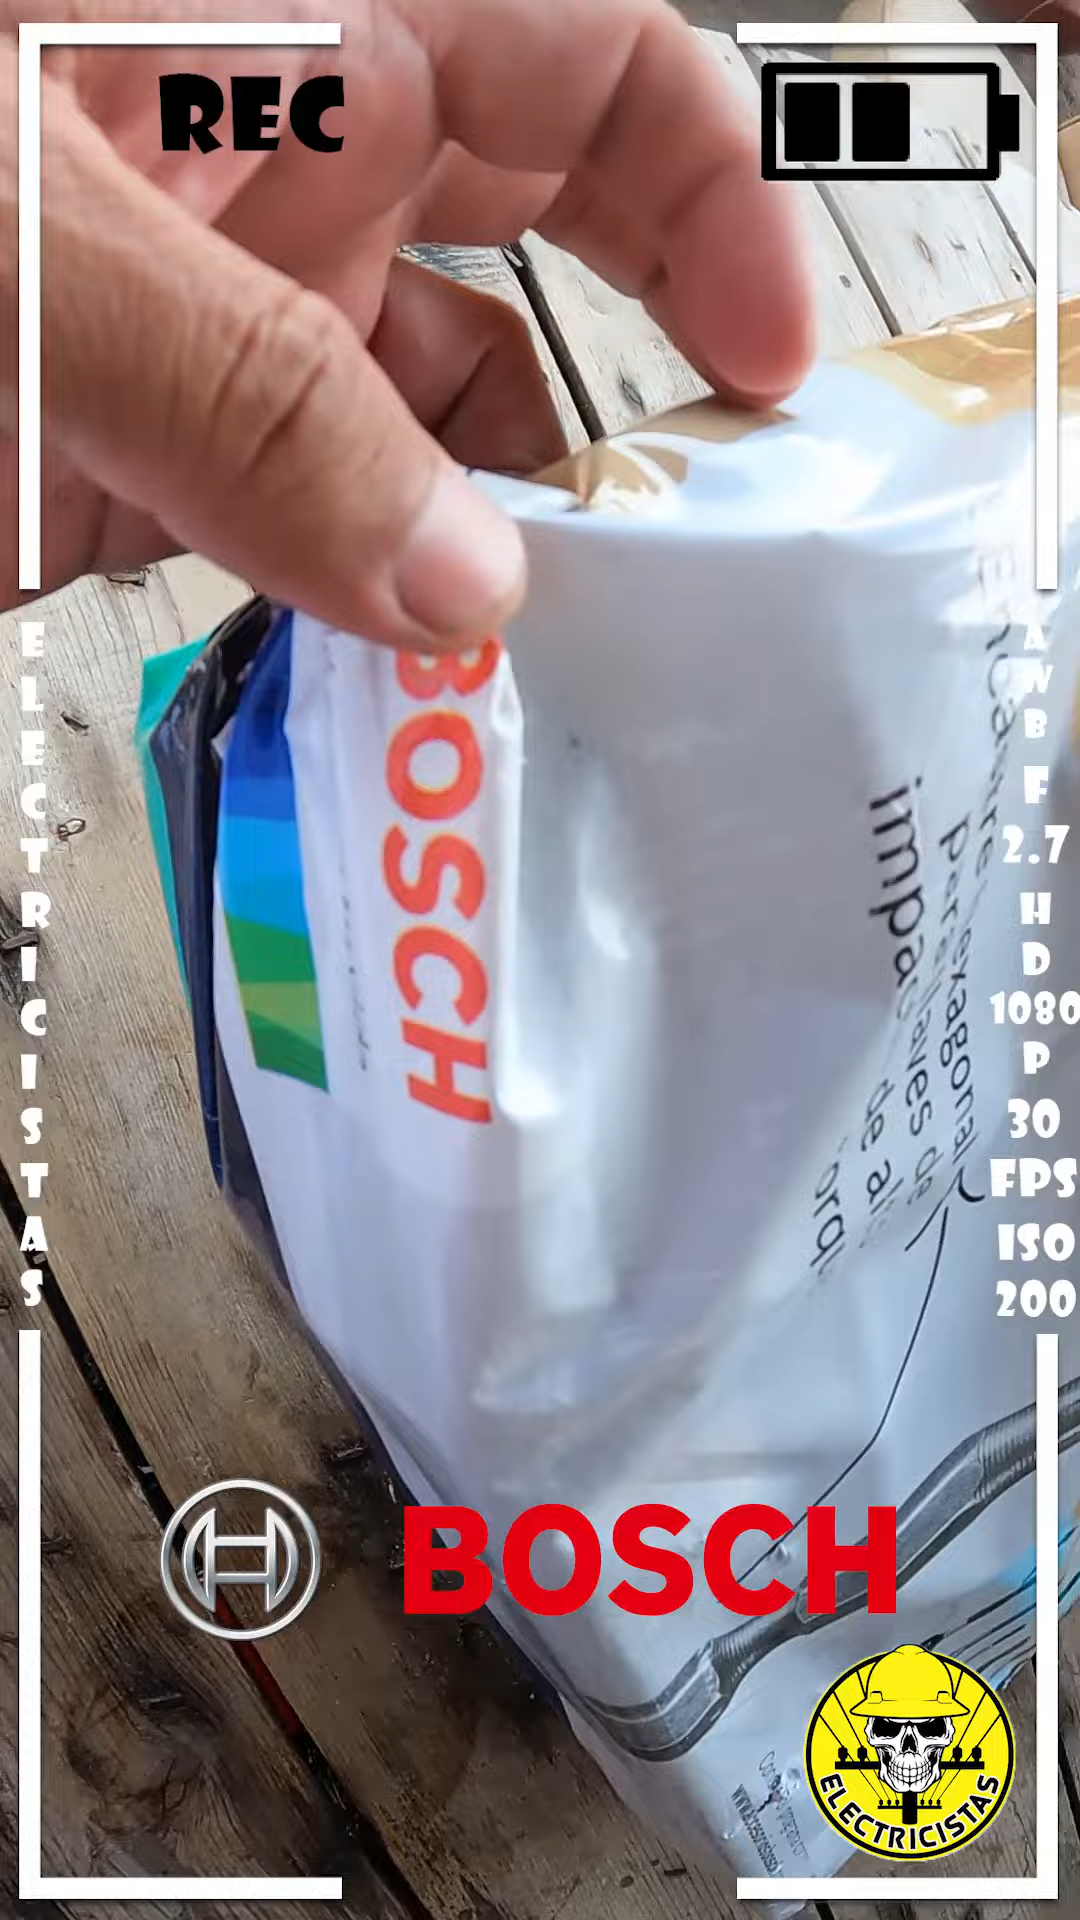 REC
ELECTRICISTAS
AWB
F
2.7
HD
1080
P
30
FPS
ISO
200
BOSCH
Encastre hexagonal
para llaves de
impacto de al
BOSCH
ELECTRICISTAS